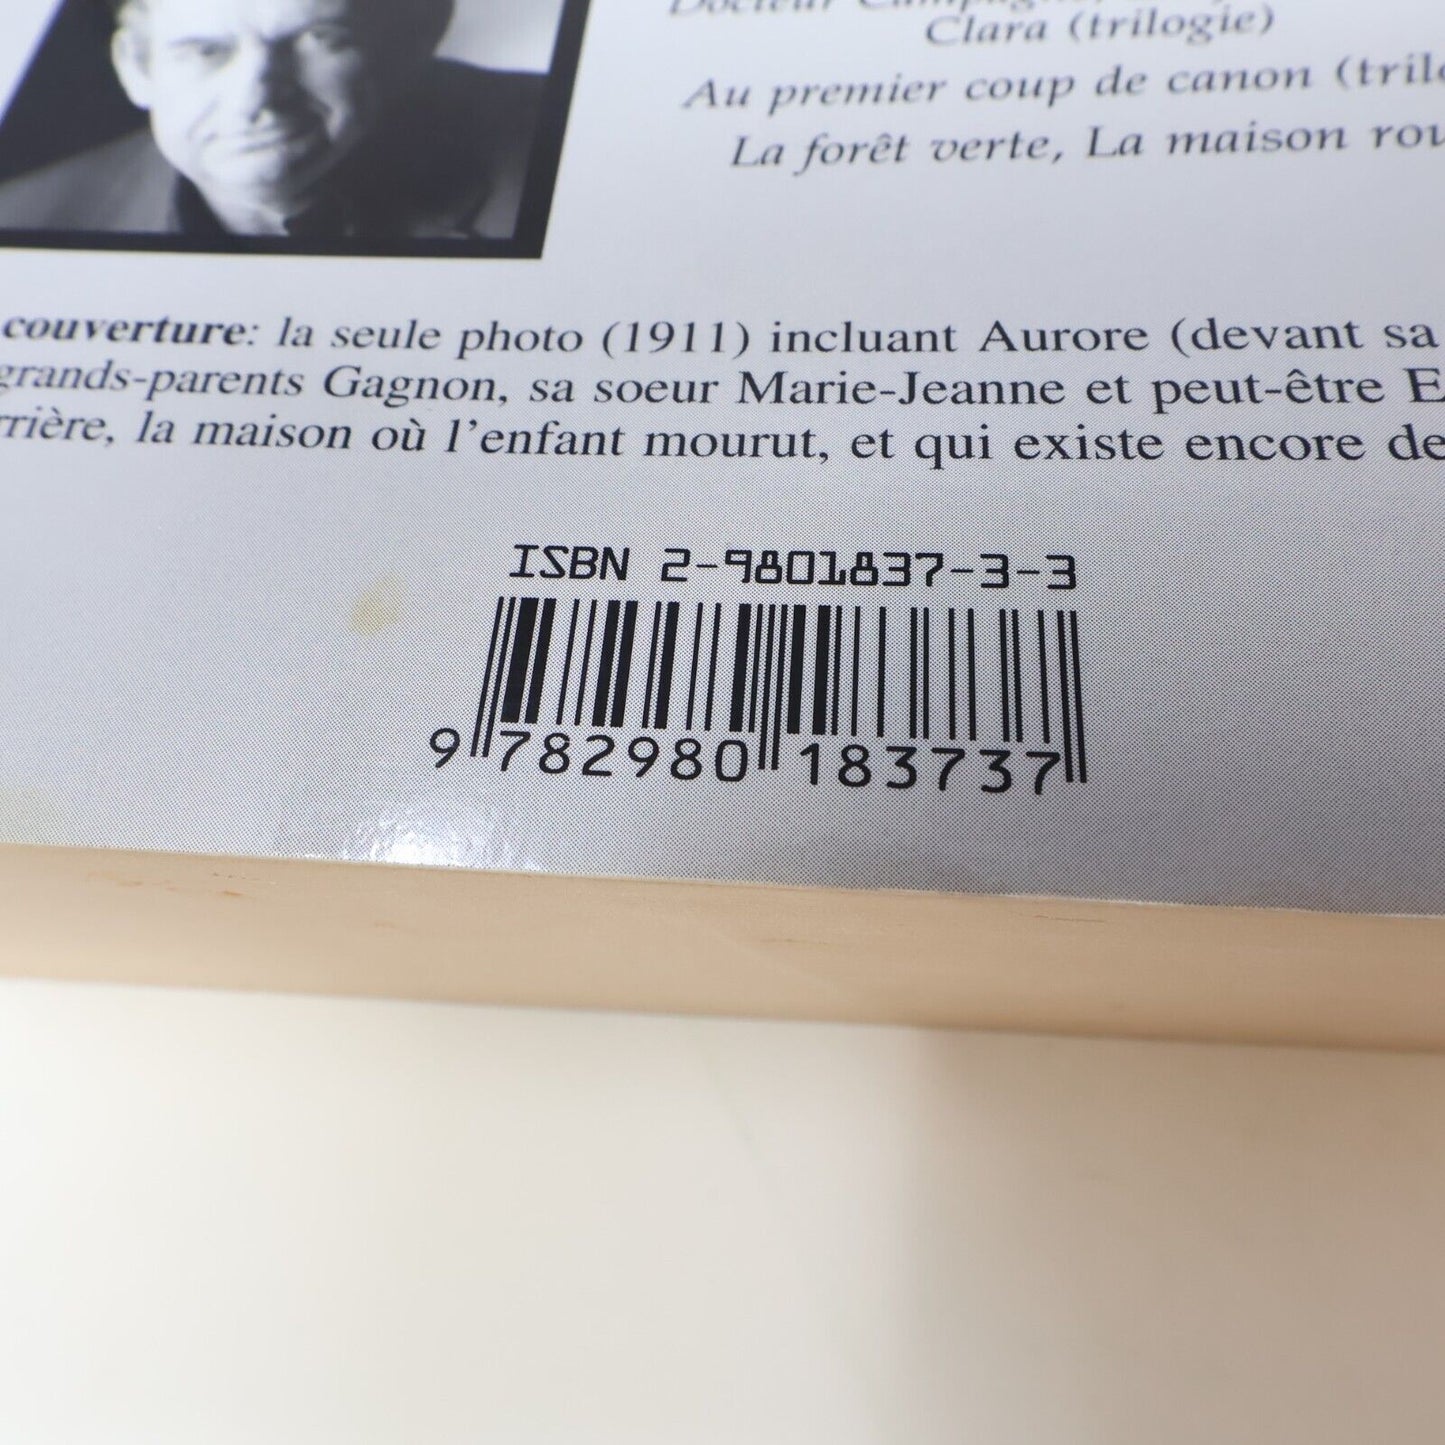 Docteur Campagne,
Clara (trilogie)
Au premier coup de canon
La forêt verte, La maison
couverture: la seule photo (1911) incluant Aurore (devant sa
grands-parents Gagnon, sa soeur Marie-Jeanne et peut-être
la maison où l'enfant mourut, et qui existe encore
ISBN 2-9801837-3-3
9 782980 183737